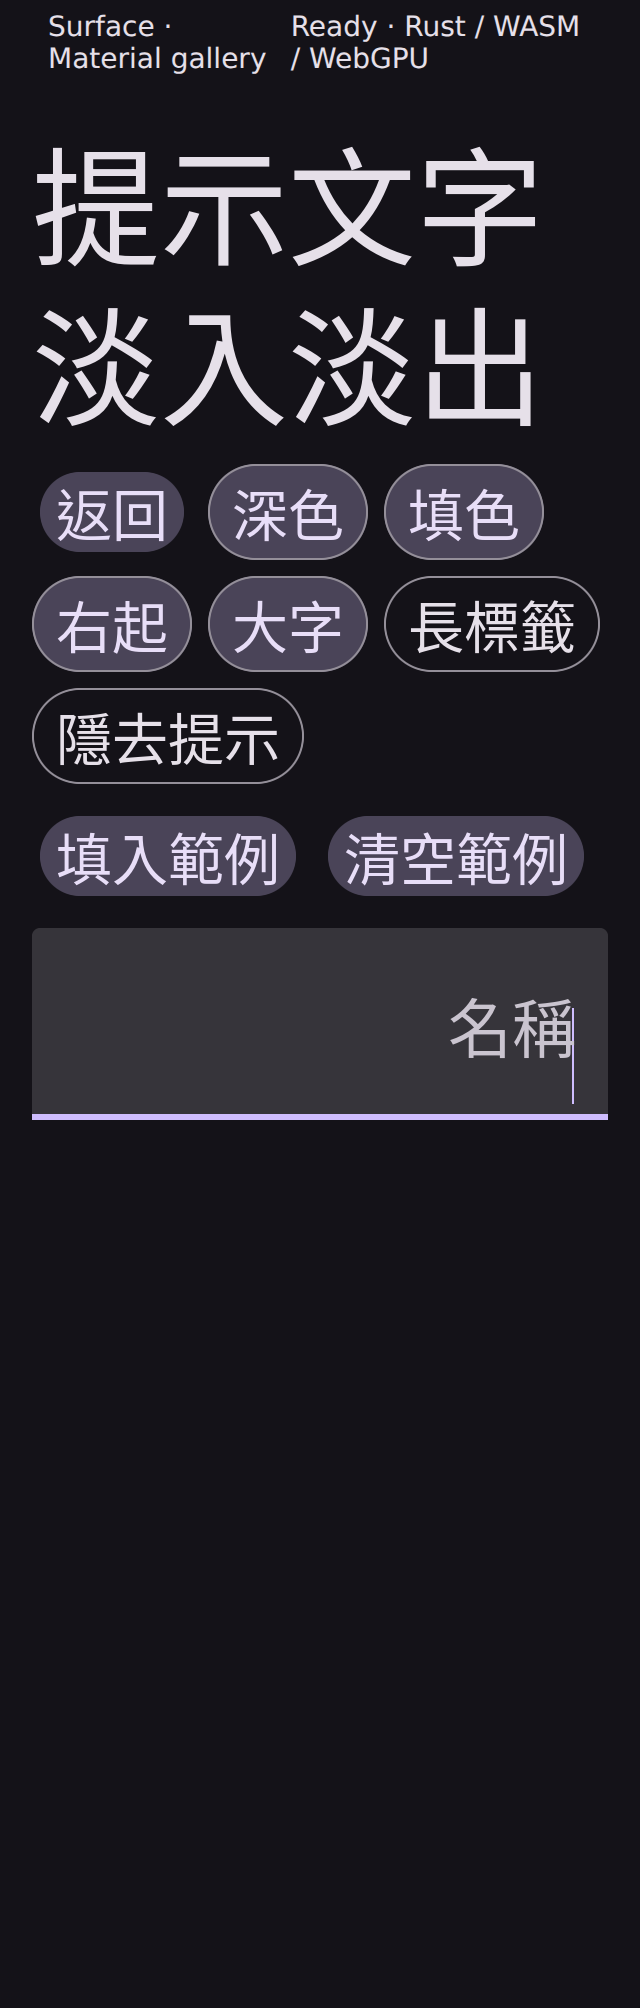 Surface ·
Material gallery
Ready · Rust / WASM
/ WebGPU
提示文字
淡入淡出
返回 深色 填色
右起 大字 長標籤
隱去提示
填入範例 清空範例
名稱